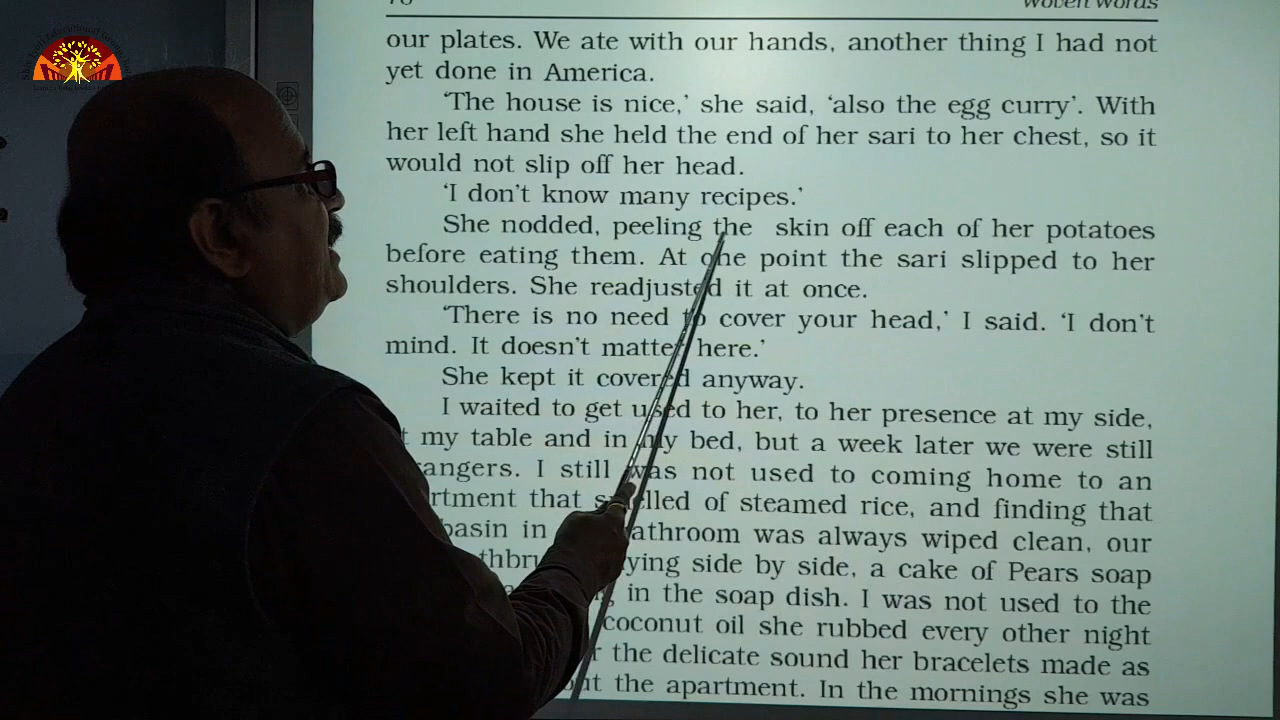 Woven Words
our plates. We ate with our hands, another thing I had not
yet done in America.
‘The house is nice,’ she said, ‘also the egg curry’. With
her left hand she held the end of her sari to her chest, so it
would not slip off her head.
‘I don’t know many recipes.’
She nodded, peeling the skin off each of her potatoes
before eating them. At one point the sari slipped to her
shoulders. She readjusted it at once.
‘There is no need to cover your head,’ I said. ‘I don’t
mind. It doesn’t matter here.’
She kept it covered anyway.
I waited to get used to her, to her presence at my side,
my table and in my bed, but a week later we were still
angers. I still was not used to coming home to an
rtment that smelled of steamed rice, and finding that
basin in athroom was always wiped clean, our
thbru ying side by side, a cake of Pears soap
in the soap dish. I was not used to the
coconut oil she rubbed every other night
the delicate sound her bracelets made as
the apartment. In the mornings she was